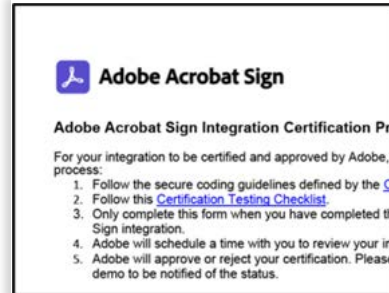 Adobe Acrobat Sign
Adobe Acrobat Sign Integration Certification
For your integration to be certified and approved by Adobe,
process:
1. Follow the secure coding guidelines defined by the
2. Follow this Certification Testing Checklist.
3. Only complete this form when you have completed
Sign integration.
4. Adobe will schedule a time with you to review your
5. Adobe will approve or reject your certification. Please
demo to be notified of the status.